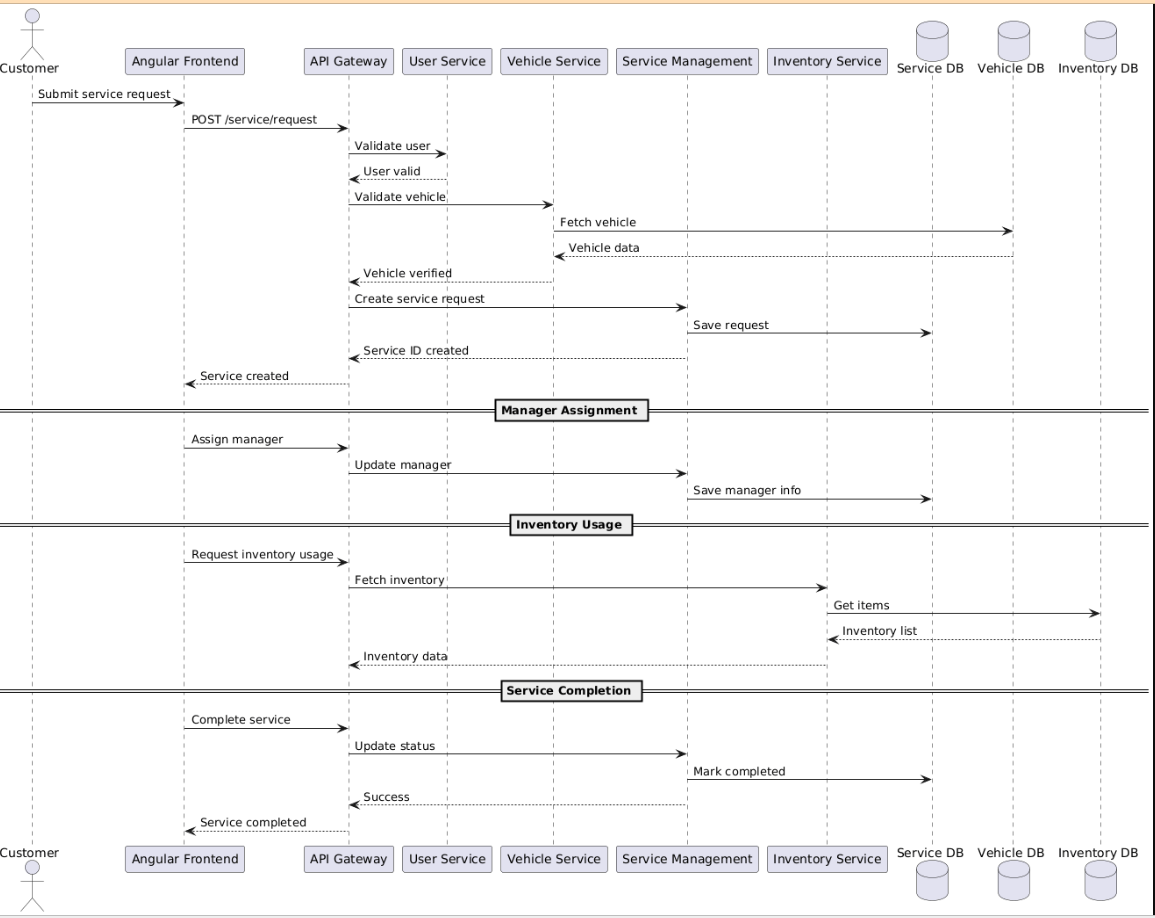 Customer
Angular Frontend
API Gateway
User Service
Vehicle Service
Service Management
Inventory Service
Service DB
Vehicle DB
Inventory DB
Submit service request
POST /service/request
Validate user
User valid
Validate vehicle
Fetch vehicle
Vehicle data
Vehicle verified
Create service request
Save request
Service ID created
Service created
Manager Assignment
Assign manager
Update manager
Save manager info
Inventory Usage
Request inventory usage
Fetch inventory
Get items
Inventory list
Inventory data
Service Completion
Complete service
Update status
Mark completed
Success
Service completed
Customer
Angular Frontend
API Gateway
User Service
Vehicle Service
Service Management
Inventory Service
Service DB
Vehicle DB
Inventory DB